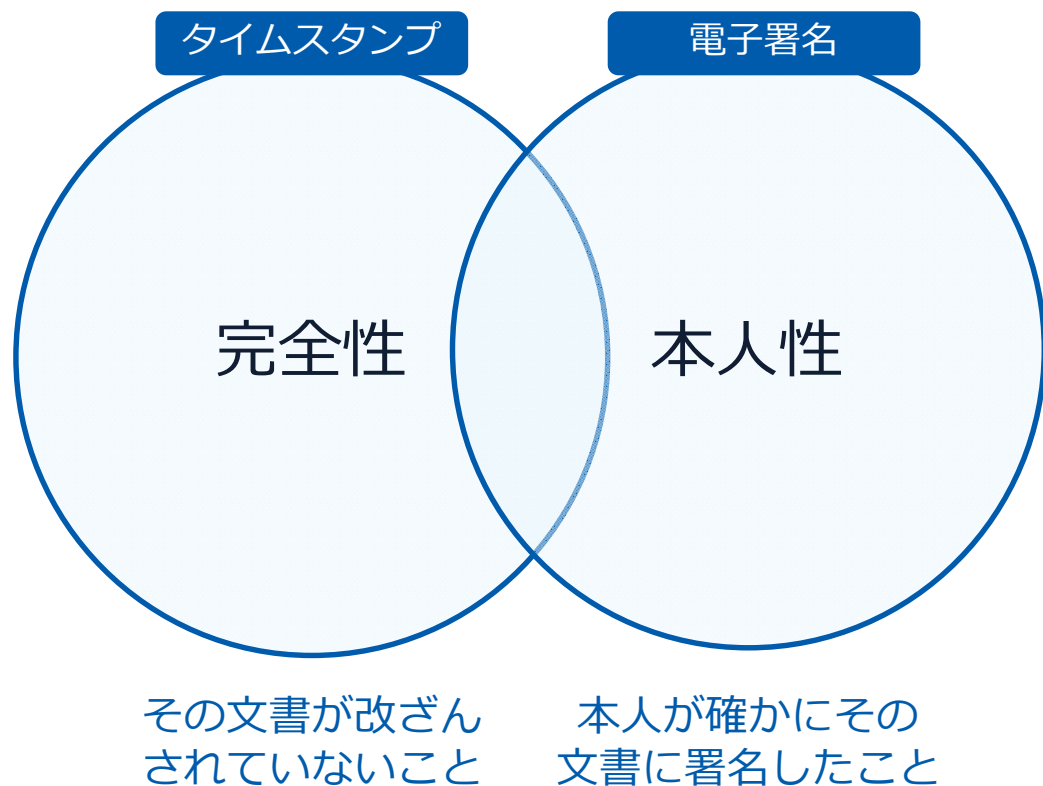 タイムスタンプ
電子署名
完全性
本人性
その文書が改ざん
されていないこと
本人が確かにその
文書に署名したこと